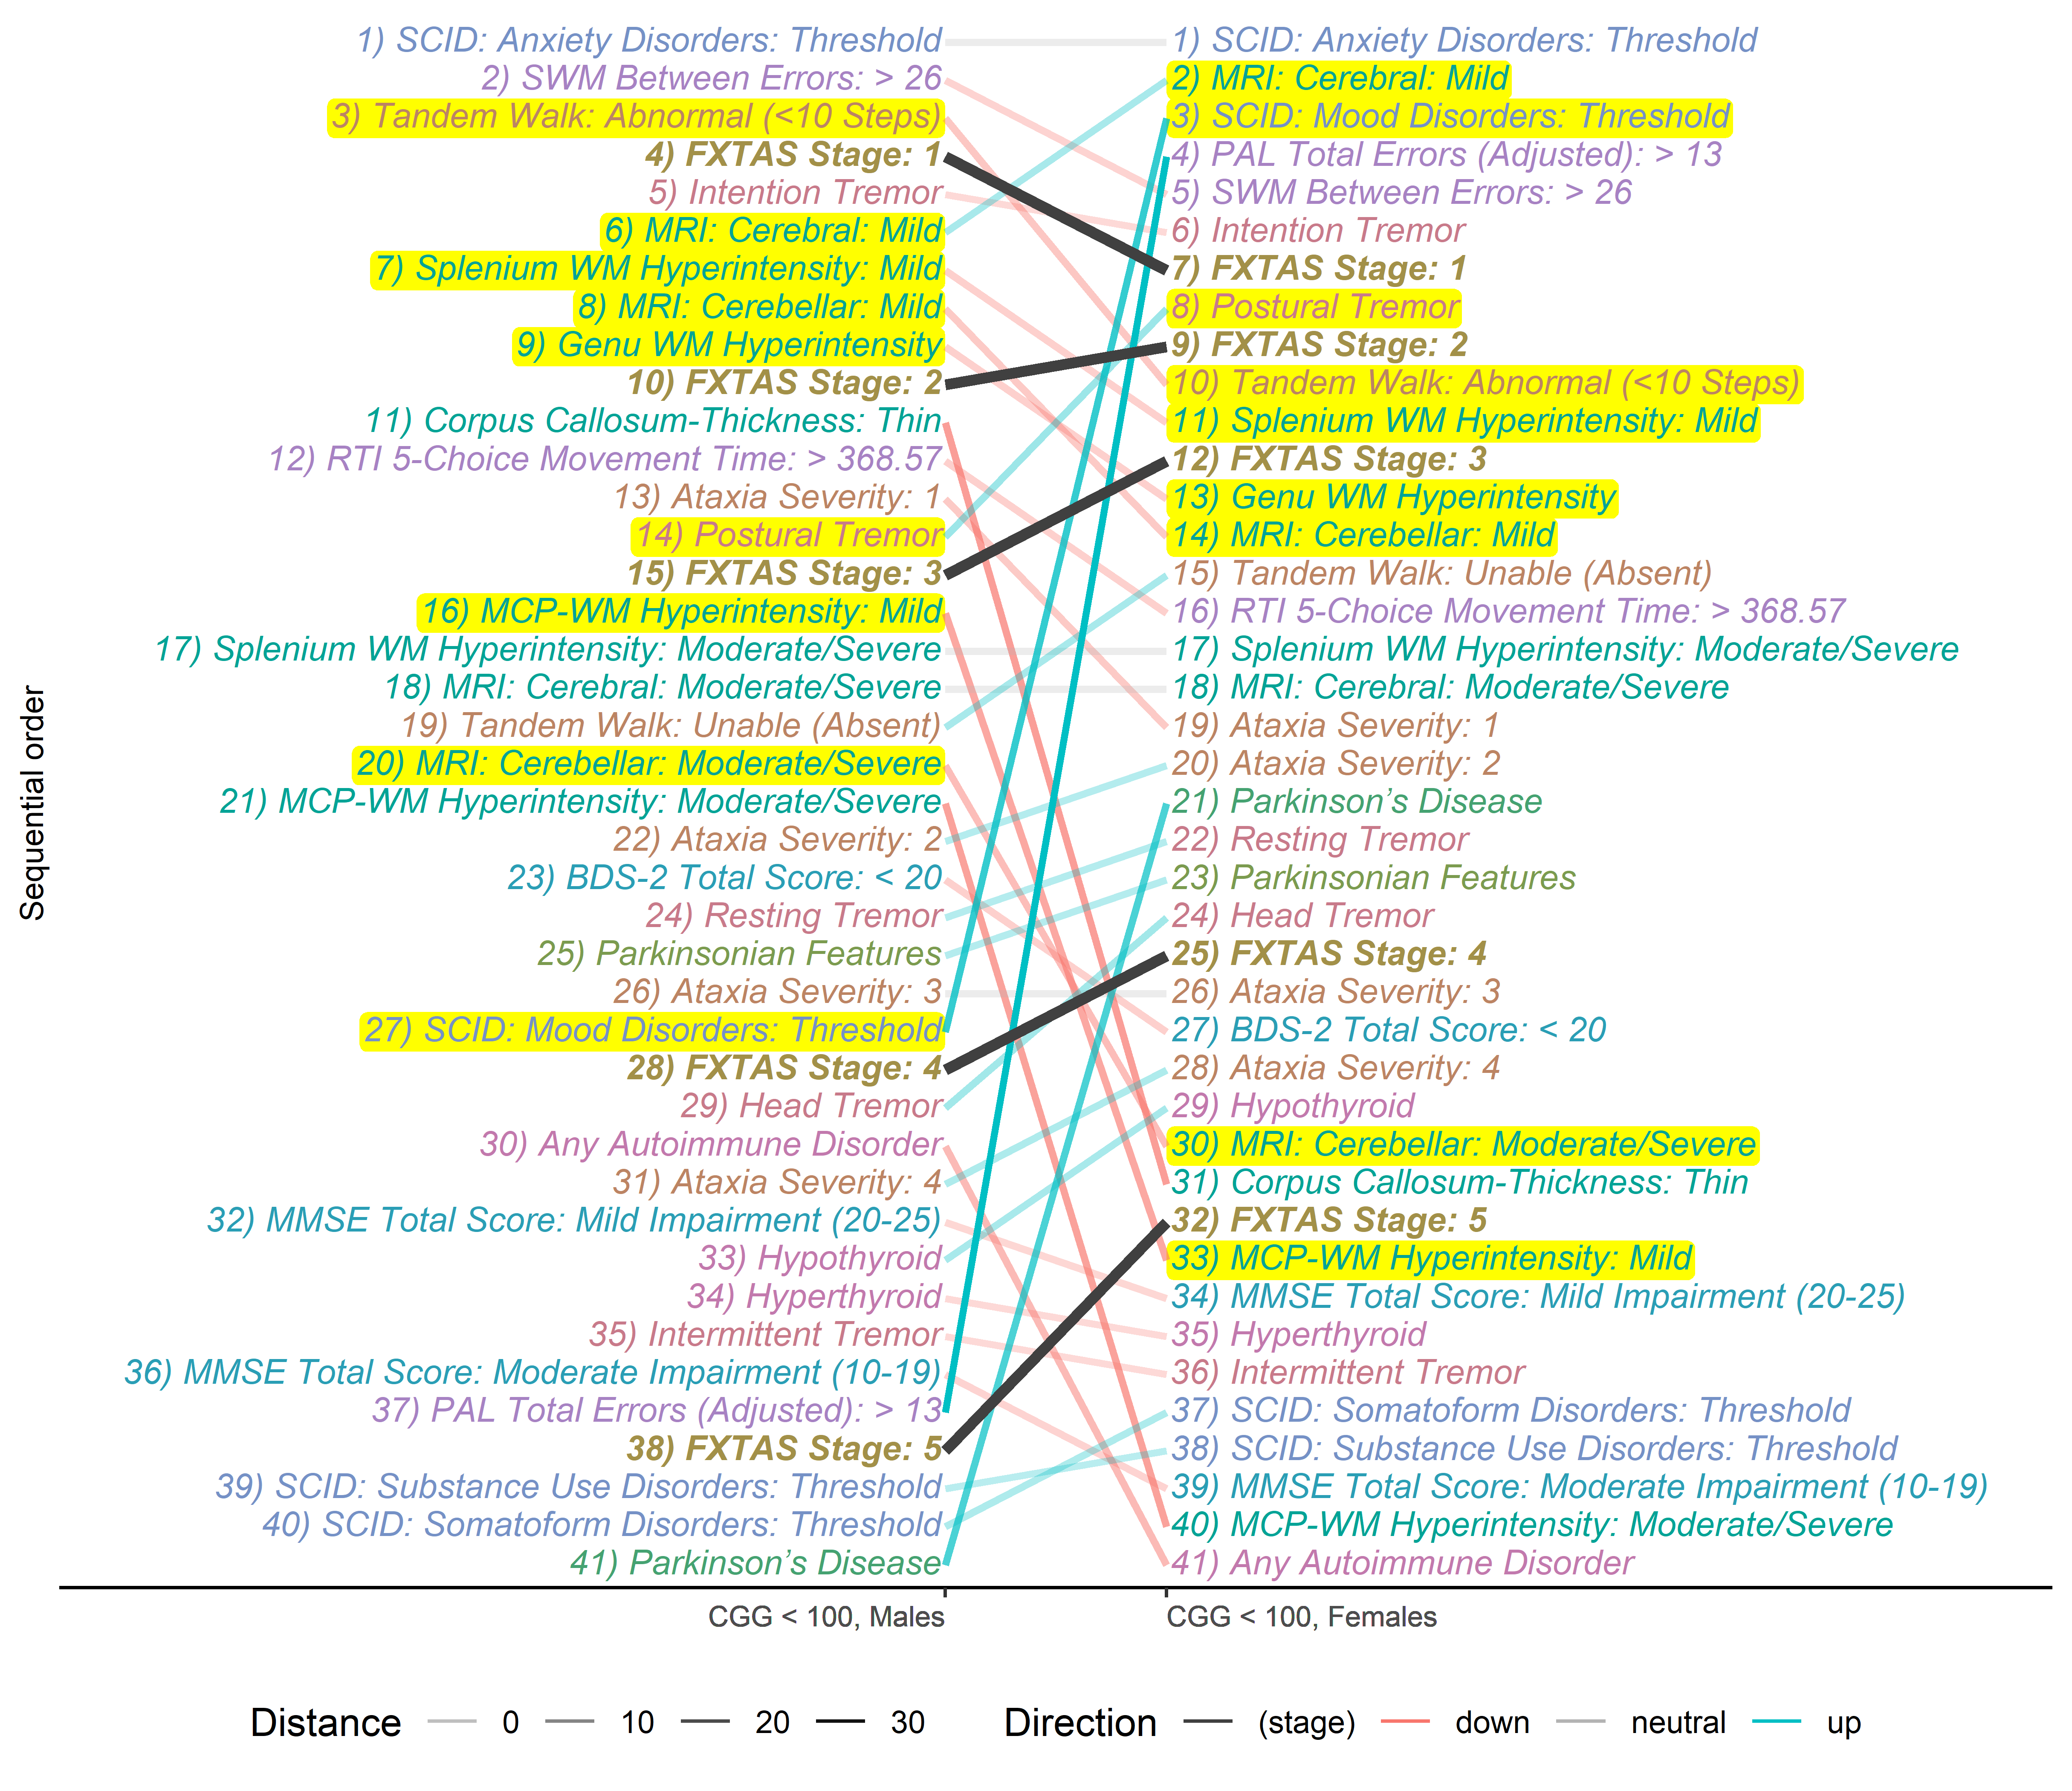 Sequential order
1) SCID: Anxiety Disorders: Threshold
2) SWM Between Errors: > 26
3) Tandem Walk: Abnormal (<10 Steps)
4) FXTAS Stage: 1
5) Intention Tremor
6) MRI: Cerebral: Mild
7) Splenium WM Hyperintensity: Mild
8) MRI: Cerebellar: Mild
9) Genu WM Hyperintensity
10) FXTAS Stage: 2
11) Corpus Callosum-Thickness: Thin
12) RTI 5-Choice Movement Time: > 368.57
13) Ataxia Severity: 1
14) Postural Tremor
15) FXTAS Stage: 3
16) MCP-WM Hyperintensity: Mild
17) Splenium WM Hyperintensity: Moderate/Severe
18) MRI: Cerebral: Moderate/Severe
19) Tandem Walk: Unable (Absent)
20) MRI: Cerebellar: Moderate/Severe
21) MCP-WM Hyperintensity: Moderate/Severe
22) Ataxia Severity: 2
23) BDS-2 Total Score: < 20
24) Resting Tremor
25) Parkinsonian Features
26) Ataxia Severity: 3
27) SCID: Mood Disorders: Threshold
28) FXTAS Stage: 4
29) Head Tremor
30) Any Autoimmune Disorder
31) Ataxia Severity: 4
32) MMSE Total Score: Mild Impairment (20-25)
33) Hypothyroid
34) Hyperthyroid
35) Intermittent Tremor
36) MMSE Total Score: Moderate Impairment (10-19)
37) PAL Total Errors (Adjusted): > 13
38) FXTAS Stage: 5
39) SCID: Substance Use Disorders: Threshold
40) SCID: Somatoform Disorders: Threshold
41) Parkinson's Disease
1) SCID: Anxiety Disorders: Threshold
2) MRI: Cerebral: Mild
3) SCID: Mood Disorders: Threshold
4) PAL Total Errors (Adjusted): > 13
5) SWM Between Errors: > 26
6) Intention Tremor
7) FXTAS Stage: 1
8) Postural Tremor
9) FXTAS Stage: 2
10) Tandem Walk: Abnormal (<10 Steps)
11) Splenium WM Hyperintensity: Mild
12) FXTAS Stage: 3
13) Genu WM Hyperintensity
14) MRI: Cerebellar: Mild
15) Tandem Walk: Unable (Absent)
16) RTI 5-Choice Movement Time: > 368.57
17) Splenium WM Hyperintensity: Moderate/Severe
18) MRI: Cerebral: Moderate/Severe
19) Ataxia Severity: 1
20) Ataxia Severity: 2
21) Parkinson's Disease
22) Resting Tremor
23) Parkinsonian Features
24) Head Tremor
25) FXTAS Stage: 4
26) Ataxia Severity: 3
27) BDS-2 Total Score: < 20
28) Ataxia Severity: 4
29) Hypothyroid
30) MRI: Cerebellar: Moderate/Severe
31) Corpus Callosum-Thickness: Thin
32) FXTAS Stage: 5
33) MCP-WM Hyperintensity: Mild
34) MMSE Total Score: Mild Impairment (20-25)
35) Hyperthyroid
36) Intermittent Tremor
37) SCID: Somatoform Disorders: Threshold
38) SCID: Substance Use Disorders: Threshold
39) MMSE Total Score: Moderate Impairment (10-19)
40) MCP-WM Hyperintensity: Moderate/Severe
41) Any Autoimmune Disorder
CGG < 100, Males
CGG < 100, Females
Distance 0 10 20 30
Direction (stage) down neutral up